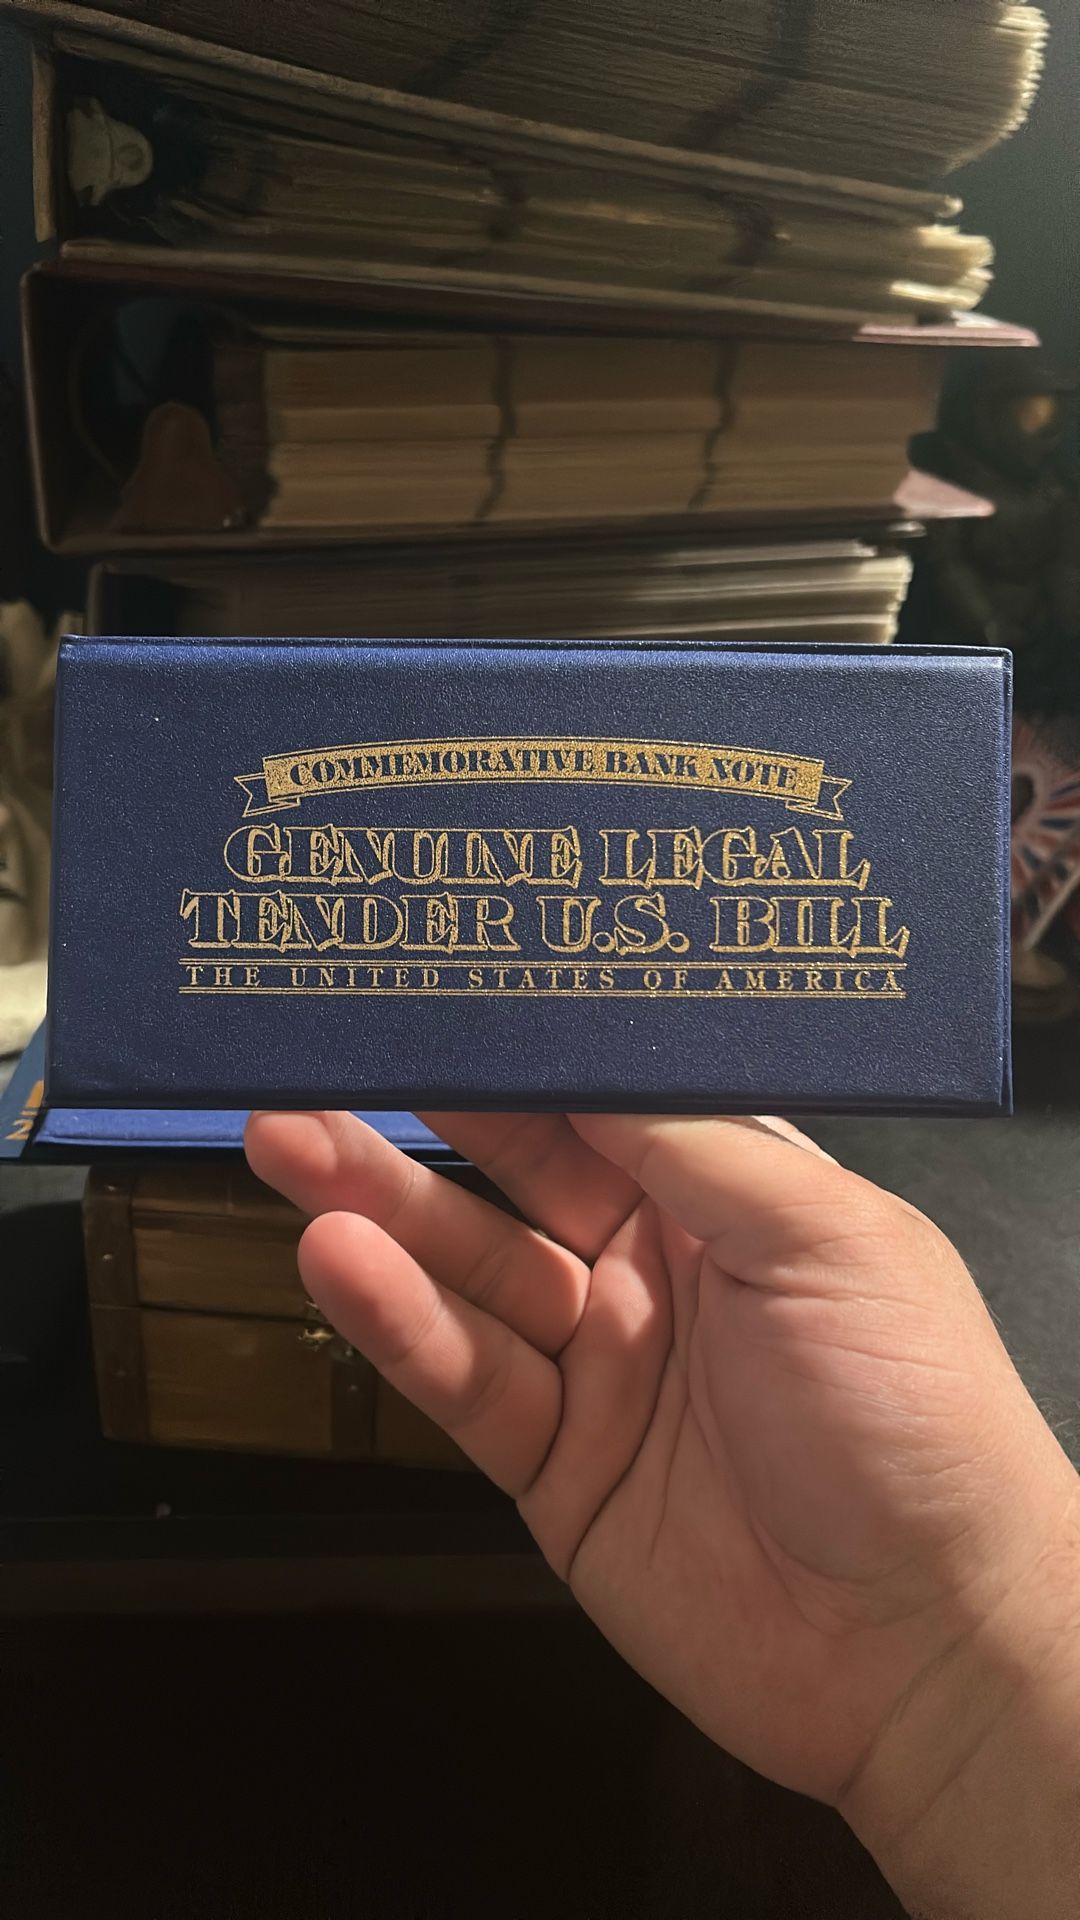 COMMEMORATIVE BANK NOTE
GENUINE LEGAL
TENDER U.S. BILL
THE UNITED STATES OF AMERICA